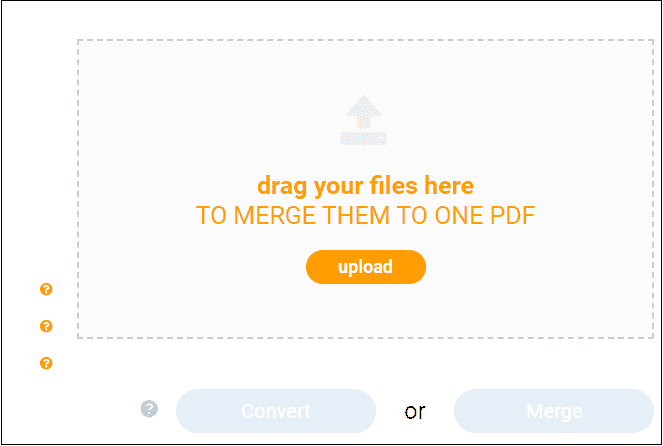 drag your files here
TO MERGE THEM TO ONE PDF
upload
?
?
?
? Convert or Merge